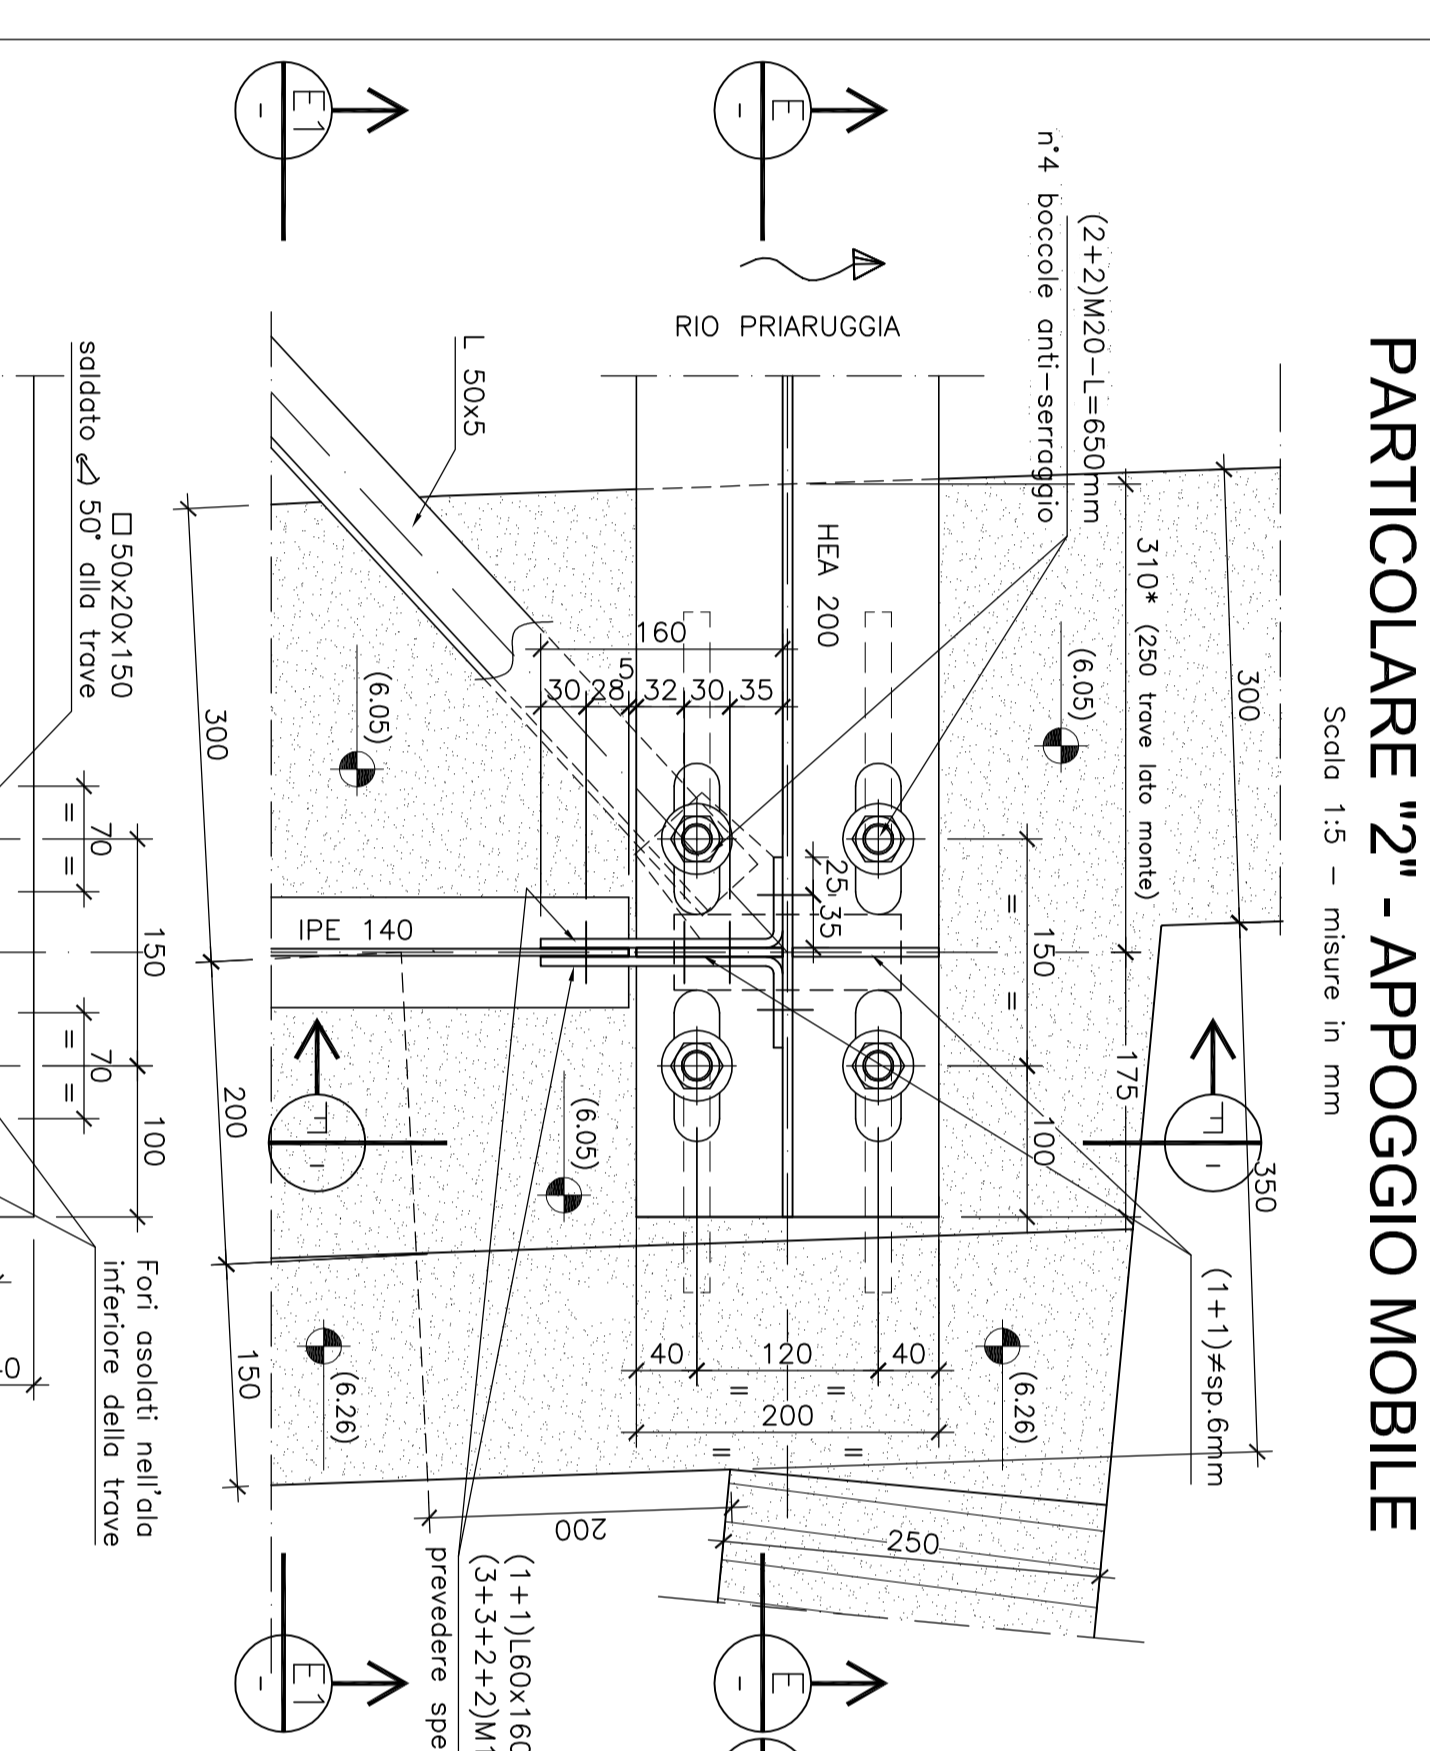 PARTICOLARE "2" - APPOGGIO MOBILE
Scala 1:5 - misure in mm
(2+2)M20-L=650mm
n°4 boccole anti-serraggio
RIO PRIARUGGIA
E
-
E1
-
L 50x5
HEA 200
310* (250 trave lato monte)
300
350
(6.05)
(6.05)
(6.05)
(6.26)
(6.26)
160
5
30
28
32
30
35
25
35
=
150
=
100
175
IPE 140
F
-
F
-
(1+1)≠sp.6mm
40
120
40
=
=
200
=
=
250
200
300
200
150
□50x20x150
saldato 50° alla trave
=
70
=
150
=
70
=
100
Fori asolati nell'ala
inferiore della trave
(1+1)L60x160
(3+3+2+2)M1
prevedere spe
E
-
E1
-